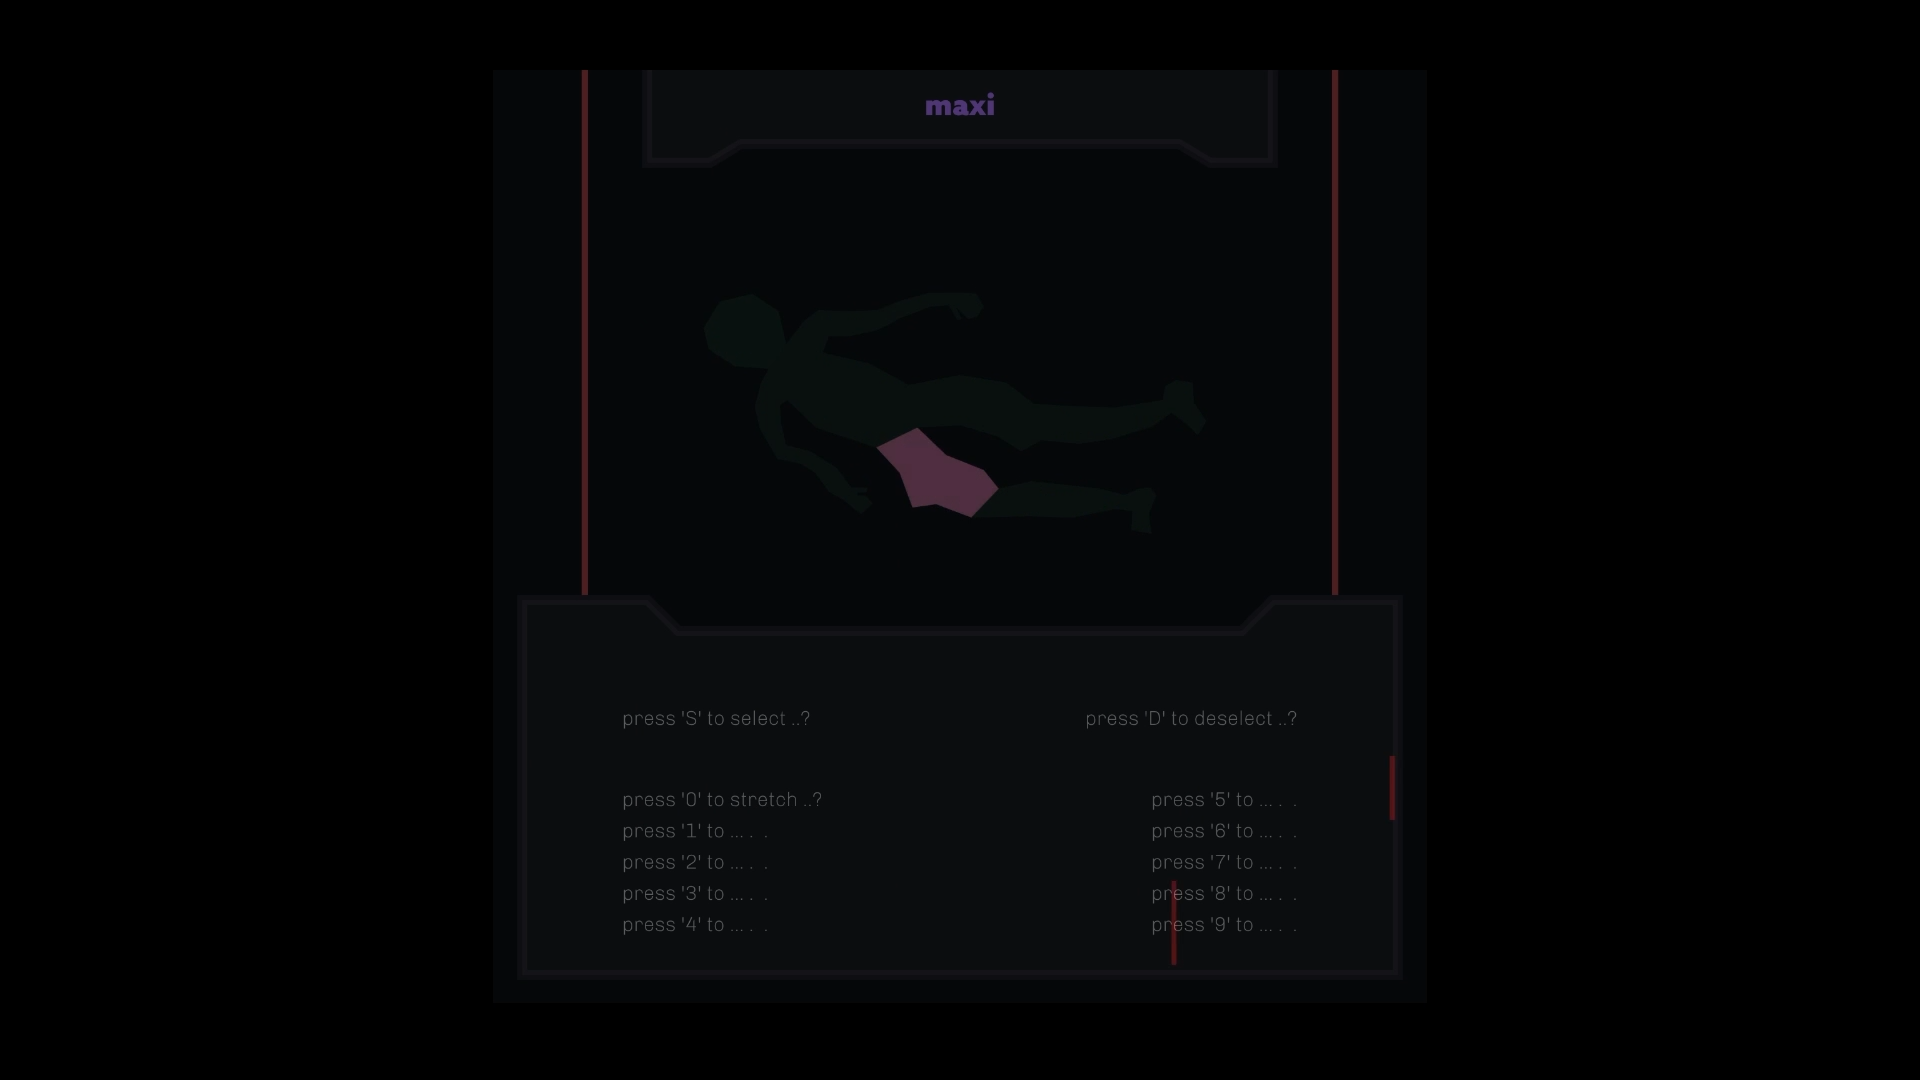 maxi
press 'S' to select ..?
press 'D' to deselect ..?
press '0' to stretch ..?
press '1' to ... .  .
press '2' to ... .  .
press '3' to ... .  .
press '4' to ... .  .
press '5' to ... .  .
press '6' to ... .  .
press '7' to ... .  .
press '8' to ... .  .
press '9' to ... .  .